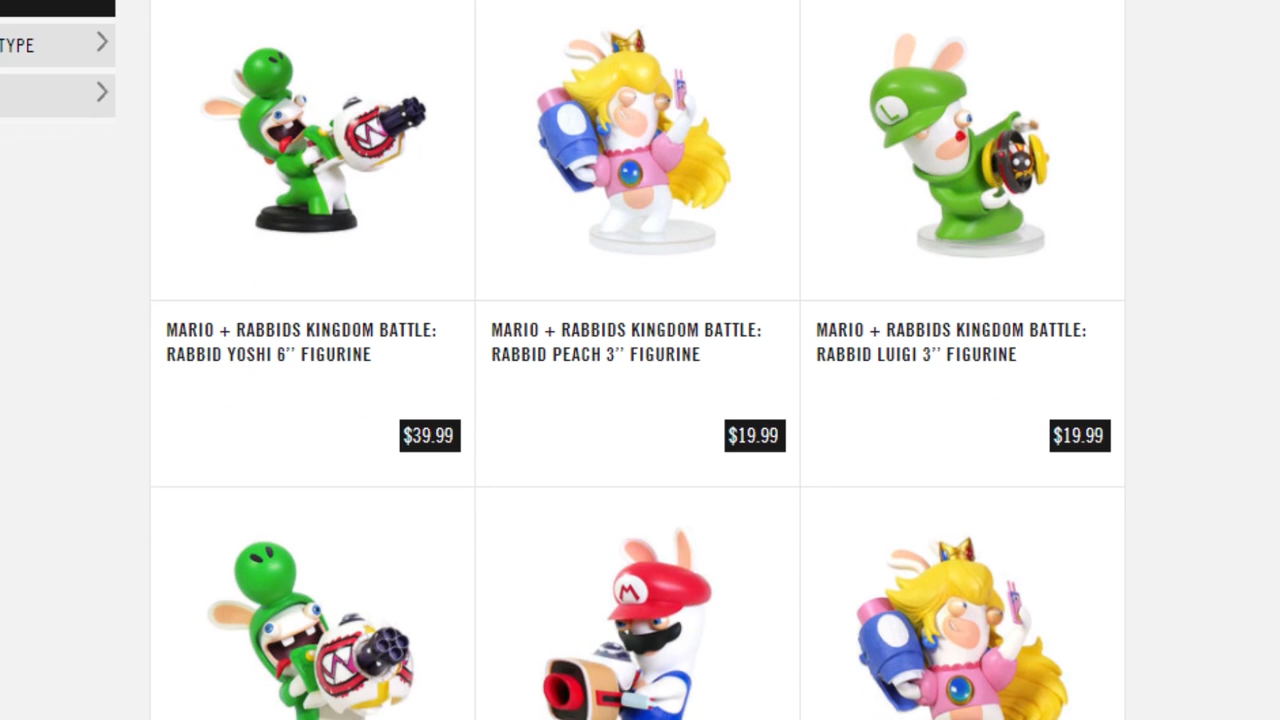 TYPE
L
MARIO + RABBIDS KINGDOM BATTLE:
RABBID YOSHI 6’’ FIGURINE
$39.99
MARIO + RABBIDS KINGDOM BATTLE:
RABBID PEACH 3’’ FIGURINE
$19.99
MARIO + RABBIDS KINGDOM BATTLE:
RABBID LUIGI 3’’ FIGURINE
$19.99
M